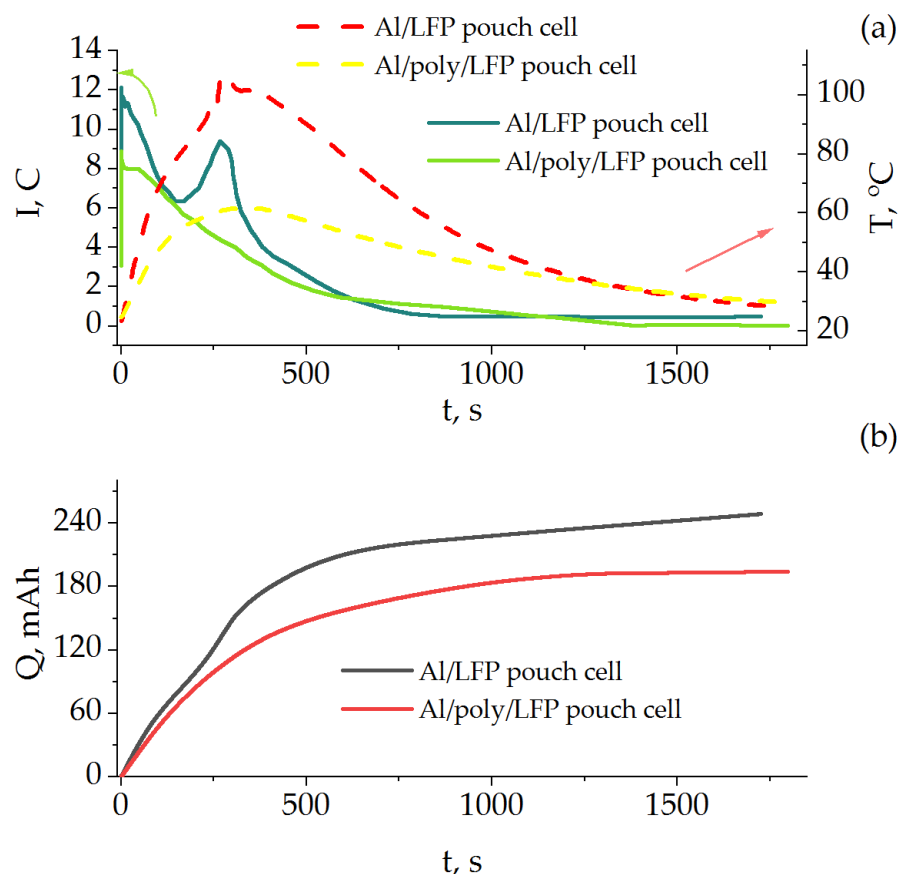 (a)
Al/LFP pouch cell
Al/poly/LFP pouch cell
Al/LFP pouch cell
Al/poly/LFP pouch cell
14
12
10
8
6
4
2
0
I, C
100
80
60
40
20
T, °C
0 500 1000 1500
t, s
(b)
240
180
120
60
0
Q, mAh
Al/LFP pouch cell
Al/poly/LFP pouch cell
0 500 1000 1500
t, s